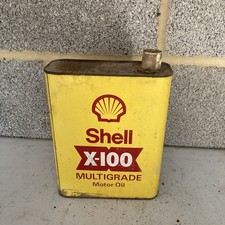 Shell
X-100
MULTIGRADE
Motor Oil